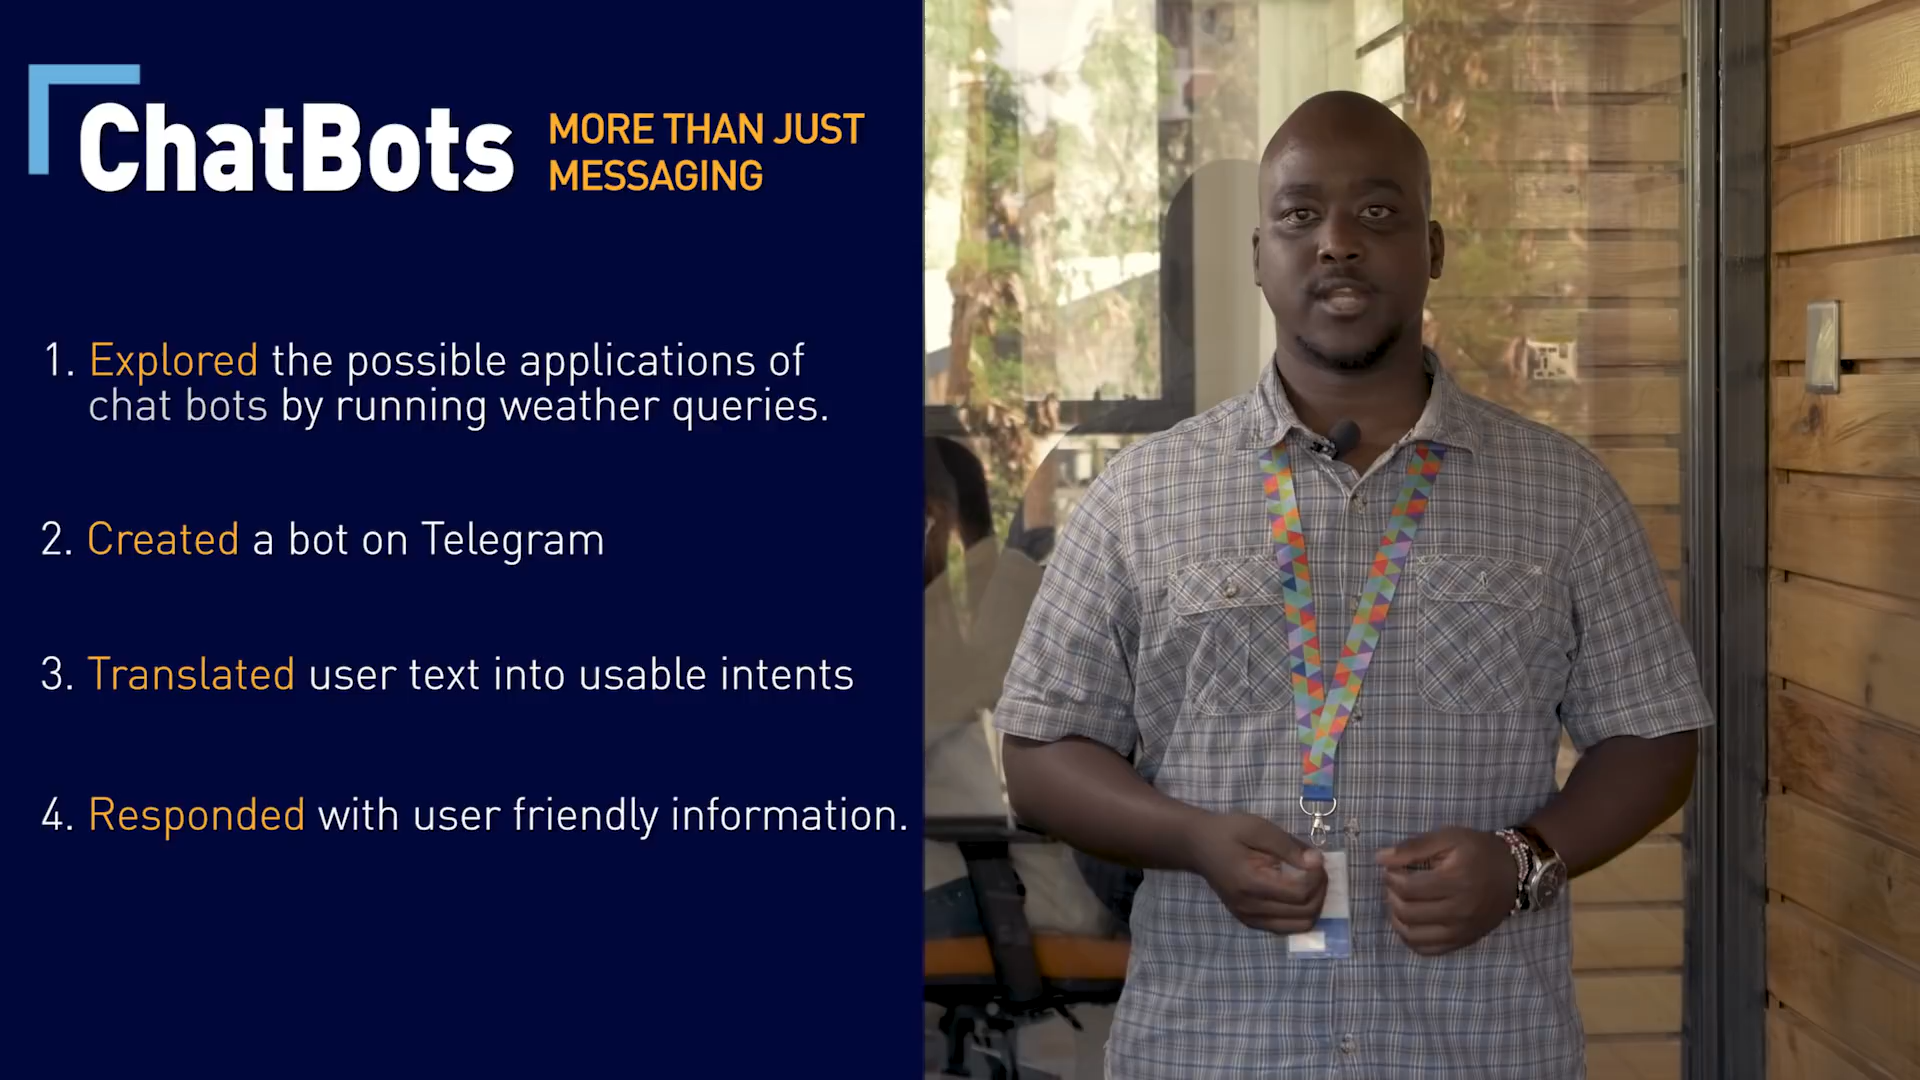 ChatBots
MORE THAN JUST
MESSAGING
1. Explored the possible applications of
chat bots by running weather queries.
2. Created a bot on Telegram
3. Translated user text into usable intents
4. Responded with user friendly information.